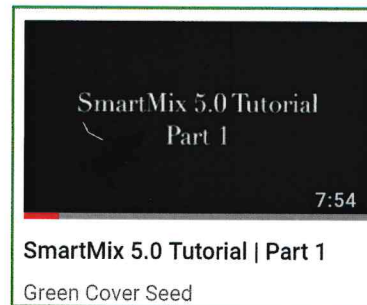 SmartMix 5.0 Tutorial
Part 1
7:54
SmartMix 5.0 Tutorial | Part 1
Green Cover Seed